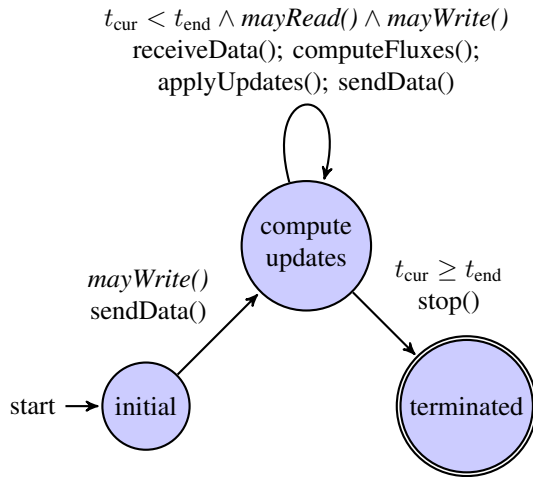 t_cur < t_end ∧ mayRead() ∧ mayWrite()
receiveData(); computeFluxes();
applyUpdates(); sendData()
compute
updates
mayWrite()
sendData()
t_cur ≥ t_end
stop()
start
initial
terminated